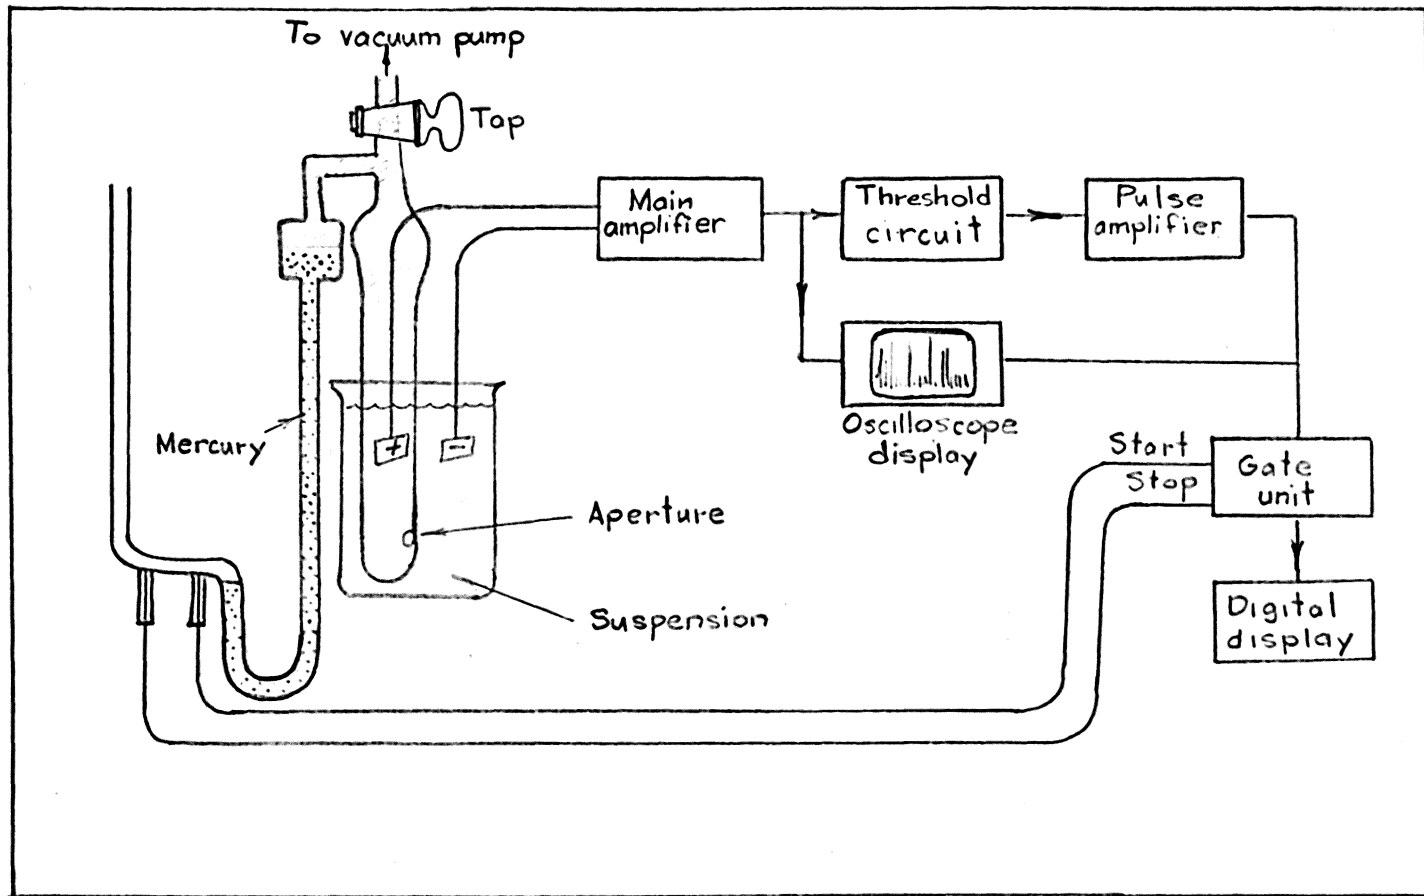 To vacuum pump
Tap
Main
amplifier
Threshold
circuit
Pulse
amplifier
Mercury
+
-
Oscilloscope
display
Start
Stop
Gate
unit
Aperture
Suspension
Digital
display